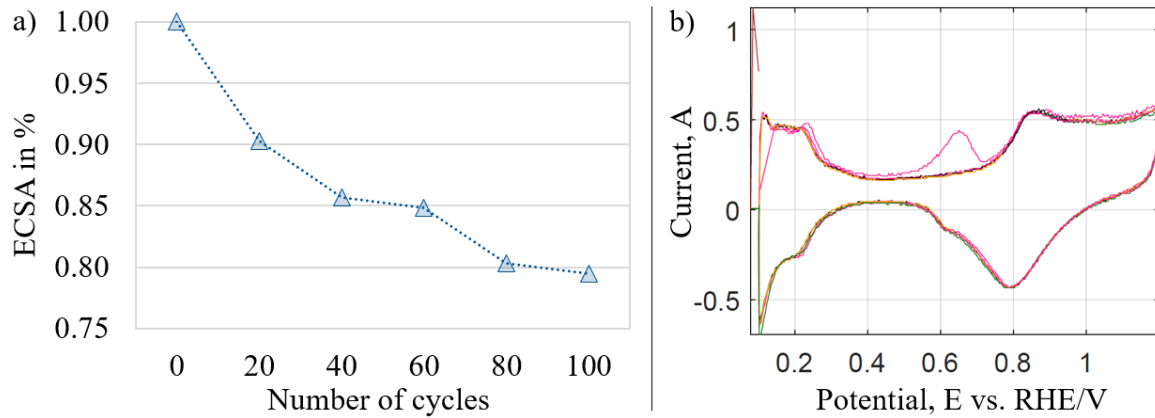 a)
ECSA in %
1.00
0.95
0.90
0.85
0.80
0.75
0 20 40 60 80 100
Number of cycles
b)
Current, A
1
0.5
0
-0.5
0.2 0.4 0.6 0.8 1
Potential, E vs. RHE/V